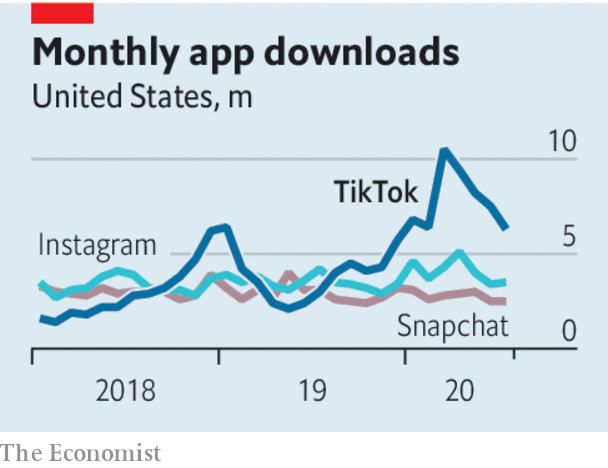 Monthly app downloads
United States, m
10
TikTok
Instagram
5
Snapchat
0
2018
19
20
The Economist